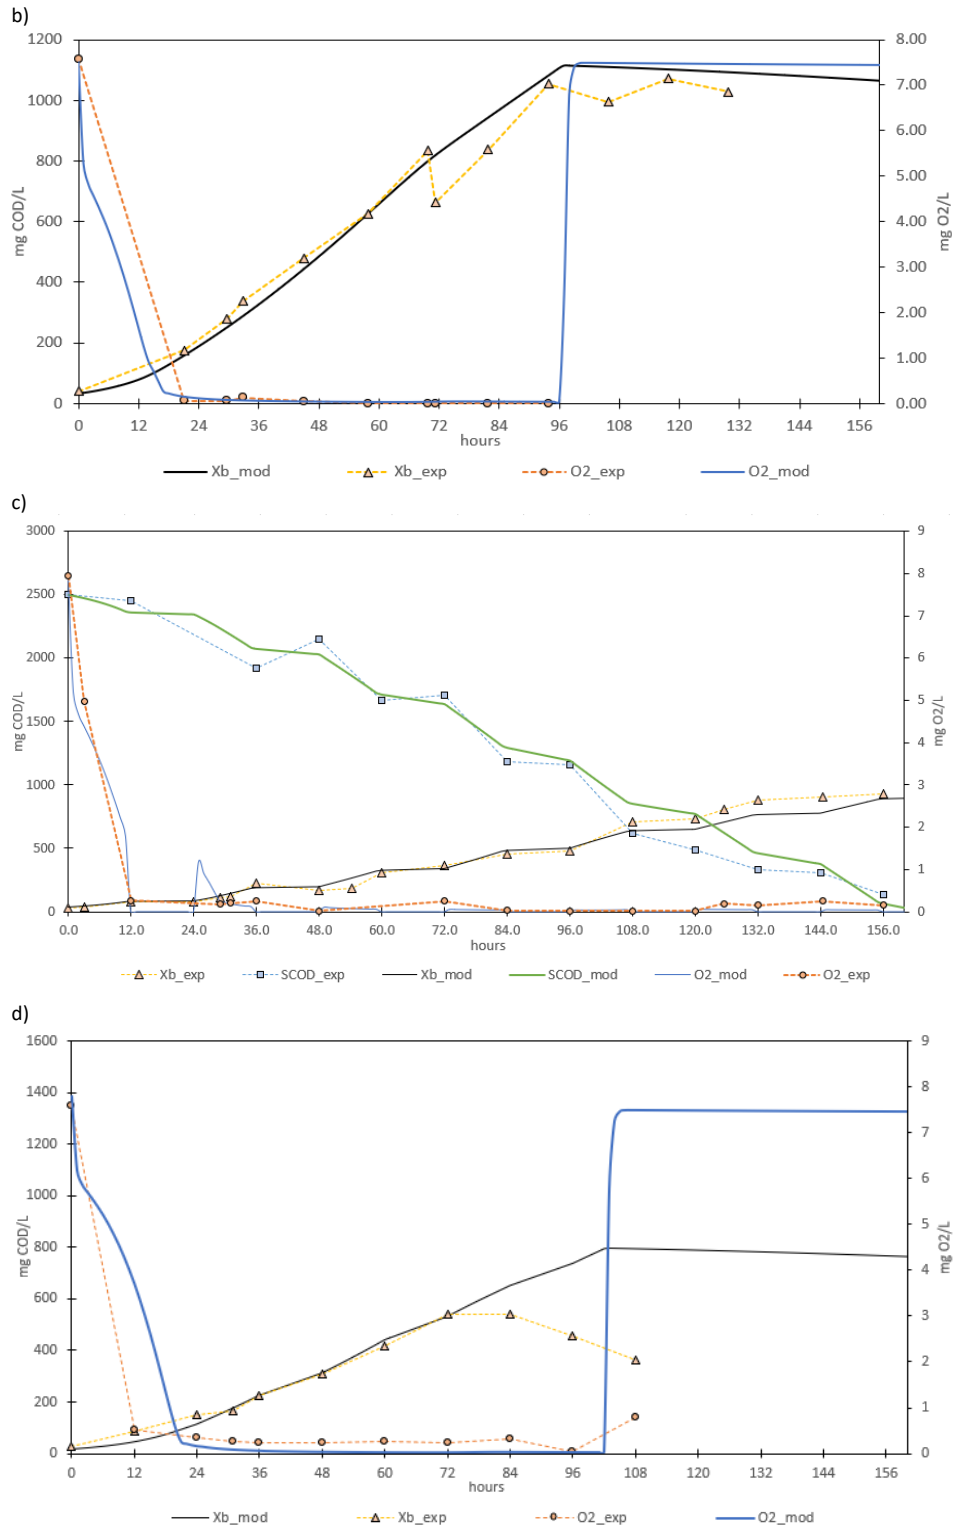 b)
1200 8.00
1000 7.00
800 6.00
600 5.00
400 4.00
200 3.00
0 2.00
1.00
0.00
mg COD/L
mg O2/L
0 12 24 36 48 60 72 84 96 108 120 132 144 156
hours
Xb_mod Xb_exp O2_exp O2_mod
c)
3000 9
2500 8
2000 7
1500 6
1000 5
500 4
0 3
2
1
0
mg COD/L
mg O2/L
0.0 12.0 24.0 36.0 48.0 60.0 72.0 84.0 96.0 108.0 120.0 132.0 144.0 156.0
hours
Xb_exp SCOD_exp Xb_mod SCOD_mod O2_mod O2_exp
d)
1600 9
1400 8
1200 7
1000 6
800 5
600 4
400 3
200 2
0 1
0
mg COD/L
mg O2/L
0 12 24 36 48 60 72 84 96 108 120 132 144 156
hours
Xb_mod Xb_exp O2_exp O2_mod